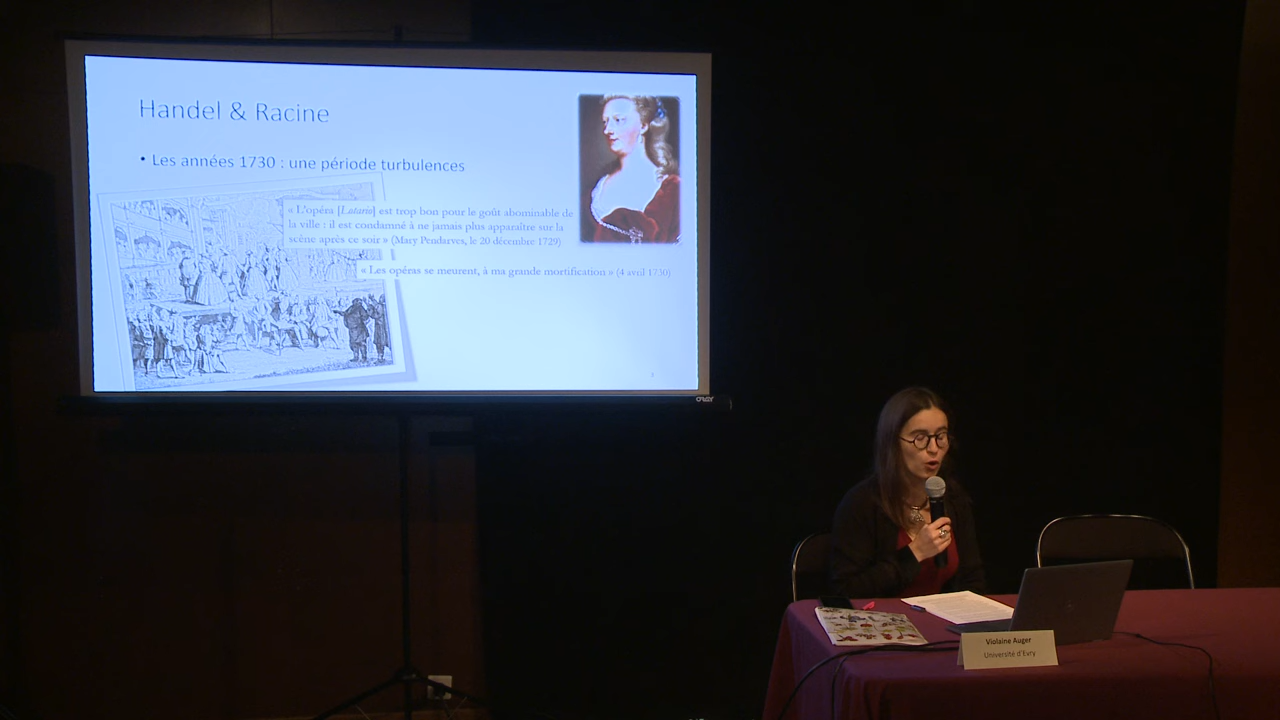 Handel & Racine
• Les années 1730 : une période turbulences
« L'opéra [Lotario] est trop bon pour le goût abominable de
la ville : il est condamné à ne jamais plus apparaître sur la
scène après ce soir » (Mary Pendarves, le 20 décembre 1729)
« Les opéras se meurent, à ma grande mortification » (4 avril 1730)
oray
Violaine Auger
Université d'Evry